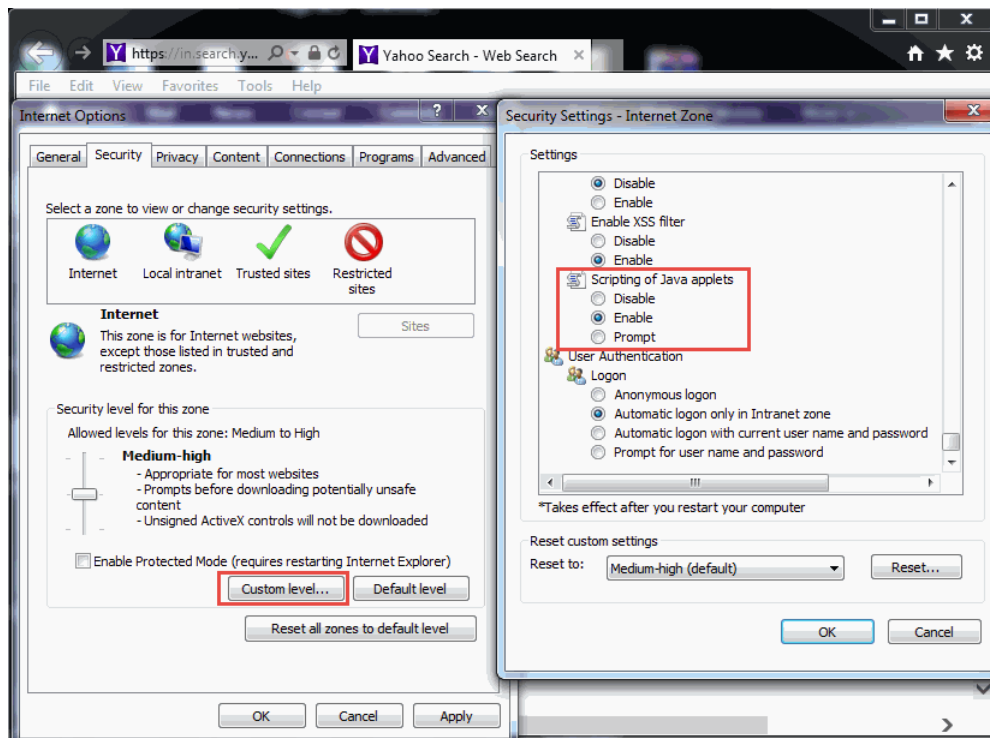 https://in.search.y...
Yahoo Search - Web Search
File Edit View Favorites Tools Help
Internet Options
General Security Privacy Content Connections Programs Advanced
Select a zone to view or change security settings.
Internet Local intranet Trusted sites Restricted
sites
Internet
This zone is for Internet websites,
except those listed in trusted and
restricted zones.
Sites
Security level for this zone
Allowed levels for this zone: Medium to High
Medium-high
- Appropriate for most websites
- Prompts before downloading potentially unsafe
content
- Unsigned ActiveX controls will not be downloaded
Enable Protected Mode (requires restarting Internet Explorer)
Custom level... Default level
Reset all zones to default level
OK Cancel Apply
Security Settings - Internet Zone
Settings
Disable
Enable
Enable XSS filter
Disable
Enable
Scripting of Java applets
Disable
Enable
Prompt
User Authentication
Logon
Anonymous logon
Automatic logon only in Intranet zone
Automatic logon with current user name and password
Prompt for user name and password
*Takes effect after you restart your computer
Reset custom settings
Reset to: Medium-high (default) Reset...
OK Cancel